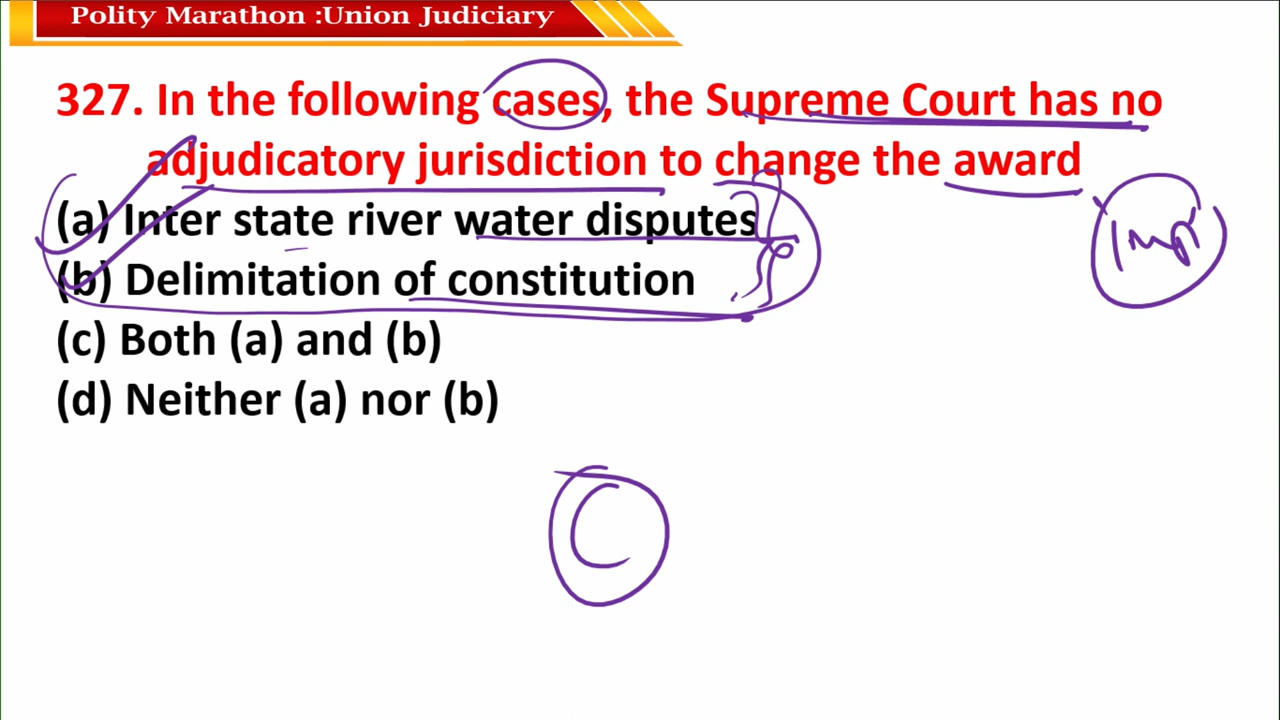 Polity Marathon :Union Judiciary
327. In the following cases, the Supreme Court has no
adjudicatory jurisdiction to change the award
(a) Inter state river water disputes
(b) Delimitation of constitution
Imp
(c) Both (a) and (b)
(d) Neither (a) nor (b)
C